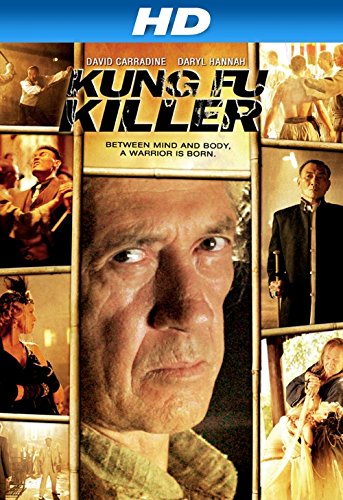 HD
DAVID CARRADINE DARYL HANNAH
KUNG FU
KILLER
BETWEEN MIND AND BODY,
A WARRIOR IS BORN.